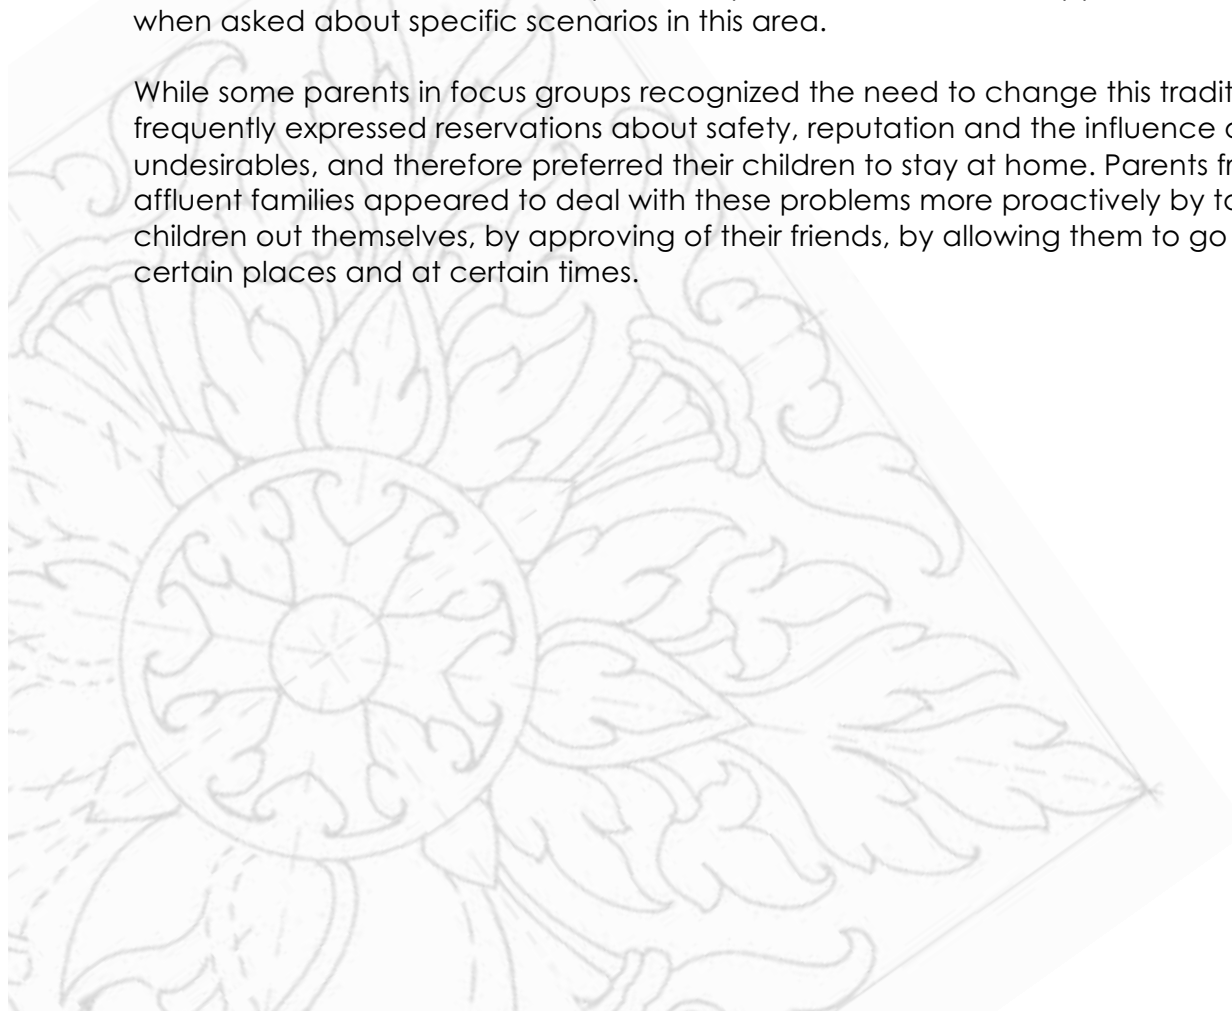 when asked about specific scenarios in this area.
While some parents in focus groups recognized the need to change this tradit
frequently expressed reservations about safety, reputation and the influence
undesirables, and therefore preferred their children to stay at home. Parents fr
affluent families appeared to deal with these problems more proactively by
children out themselves, by approving of their friends, by allowing them to go
certain places and at certain times.